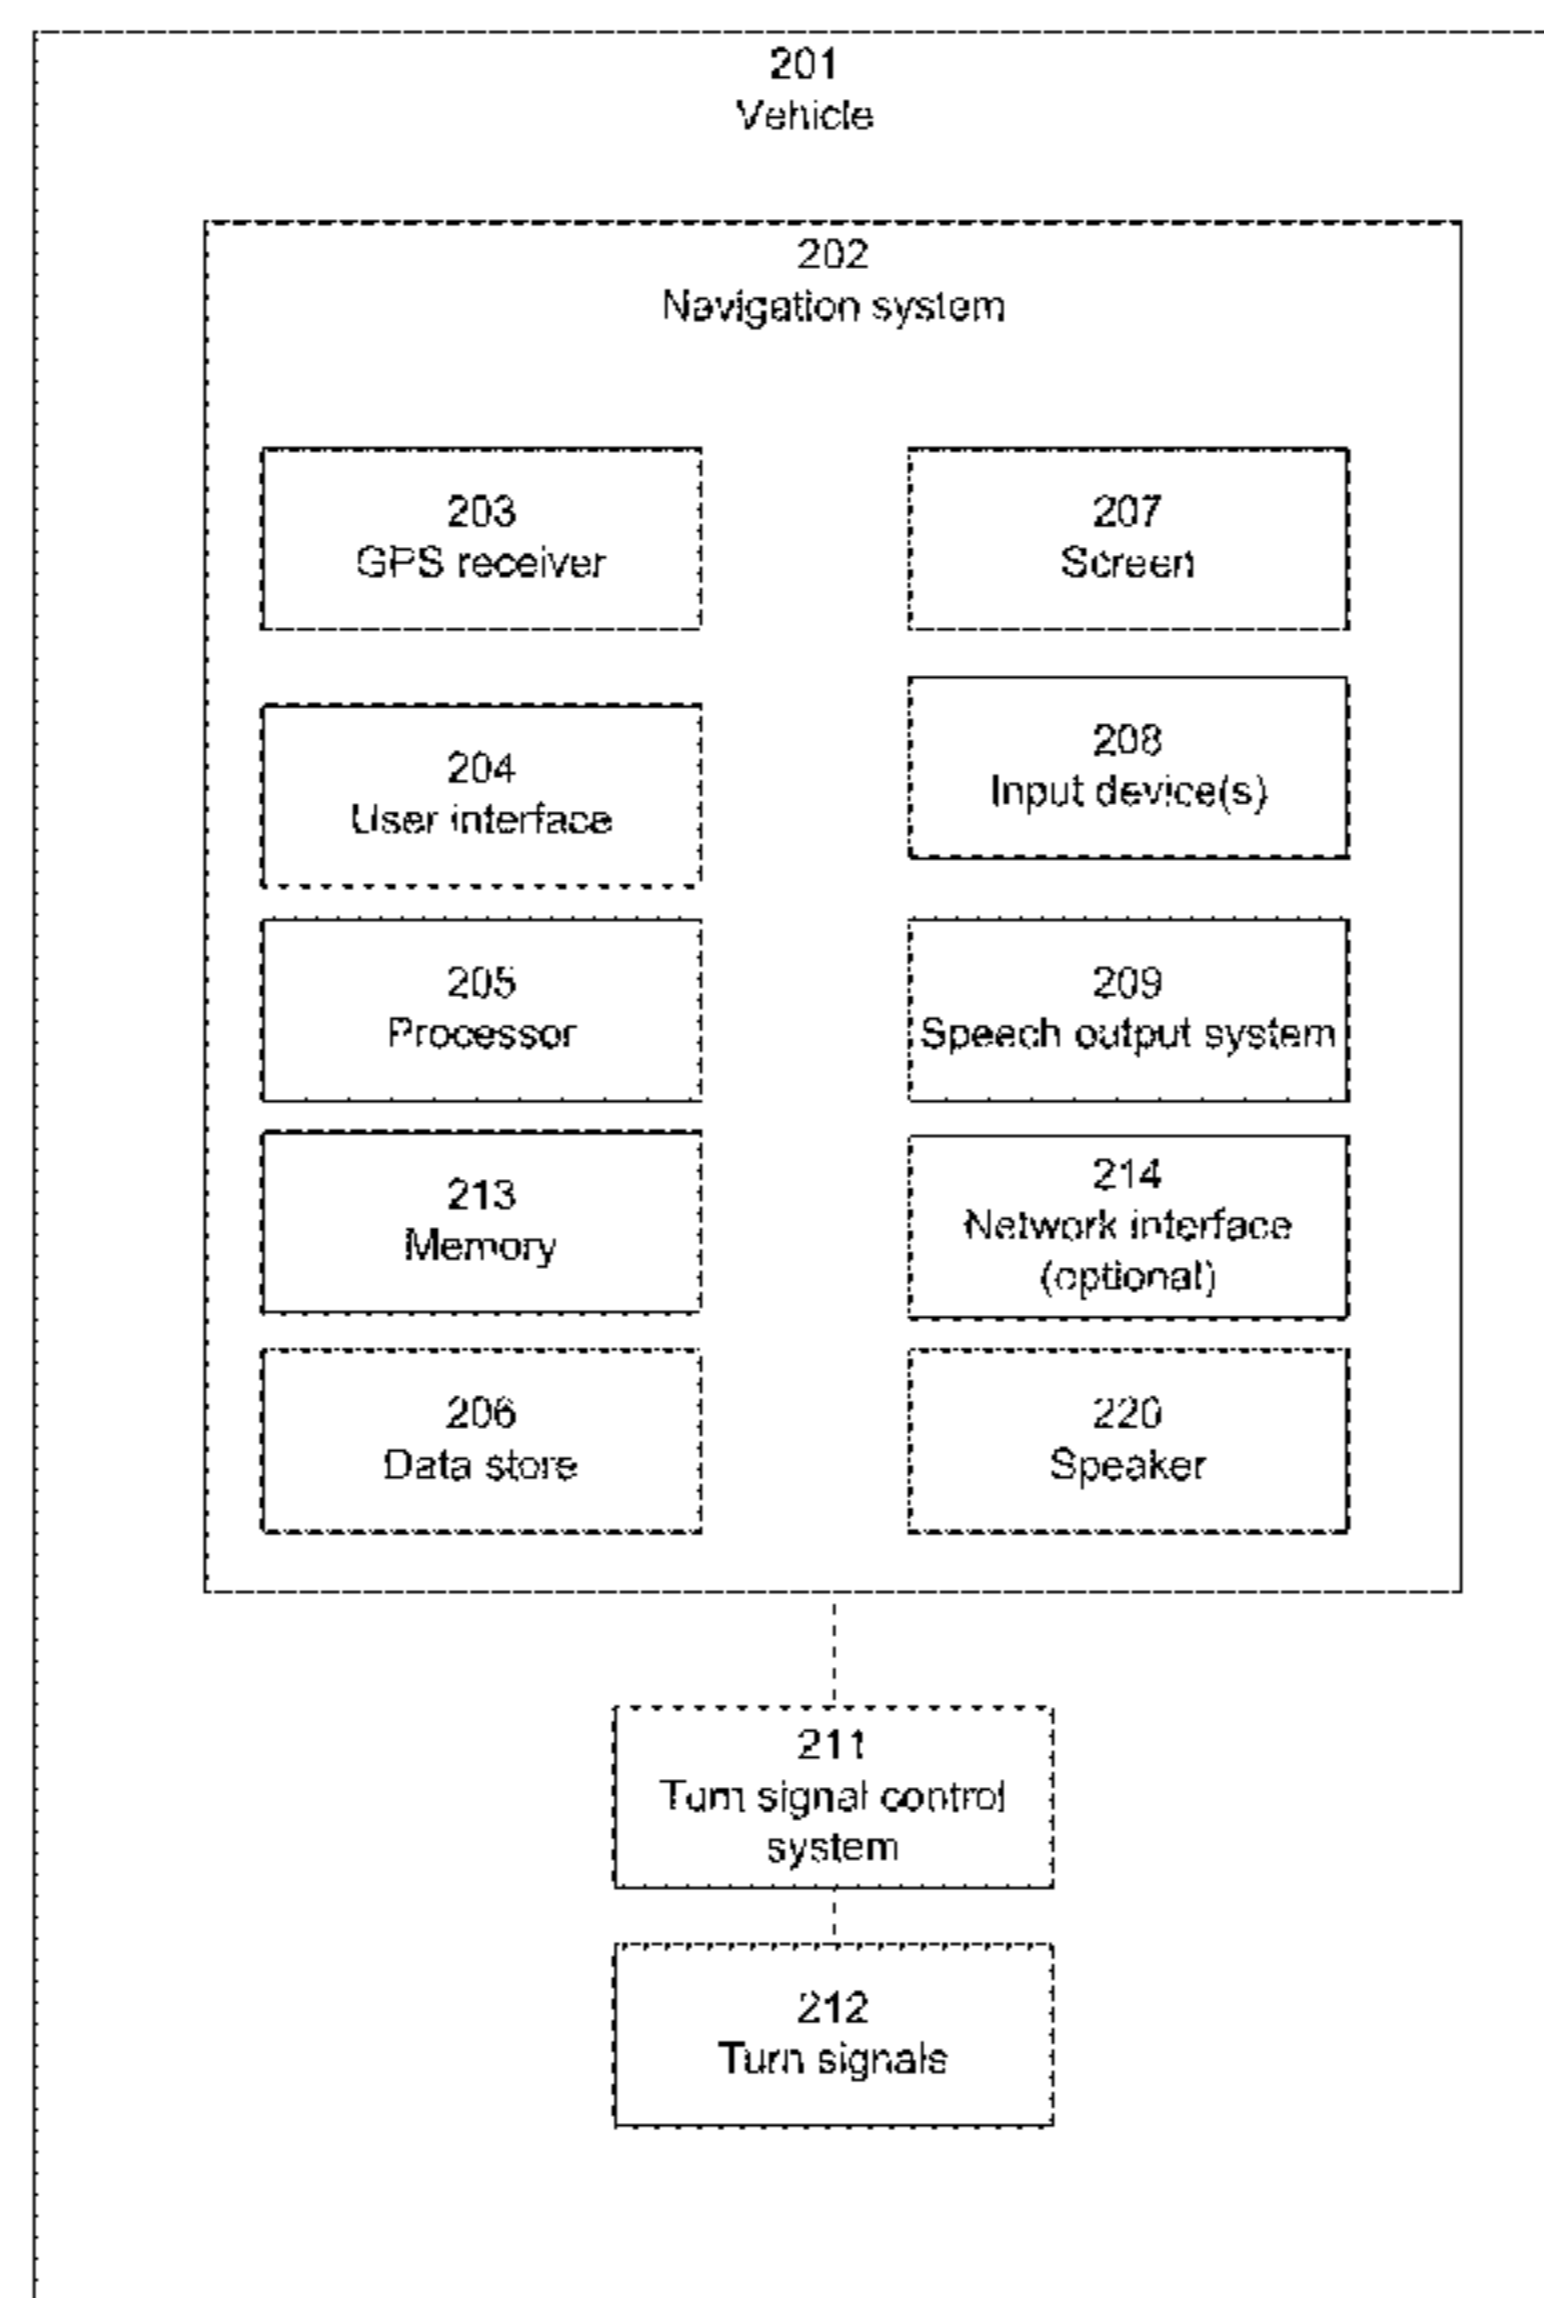 201
Vehicle
202
Navigation system
203
GPS receiver
207
Screen
204
User interface
208
Input device(s)
205
Processor
209
Speech output system
213
Memory
214
Network interface
(optional)
206
Data store
220
Speaker
211
Turn signal control
system
212
Turn signals